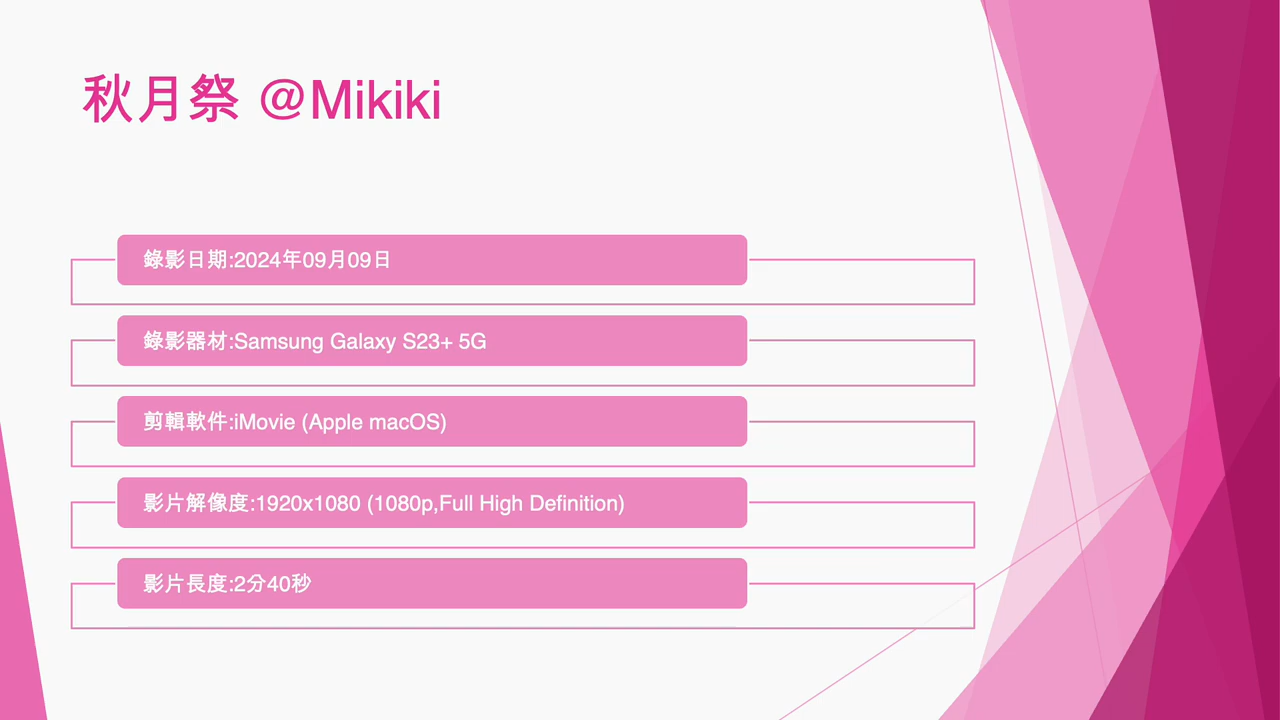 秋月祭 @Mikiki
錄影日期:2024年09月09日
錄影器材:Samsung Galaxy S23+ 5G
剪輯軟件:iMovie (Apple macOS)
影片解像度:1920x1080 (1080p,Full High Definition)
影片長度:2分40秒